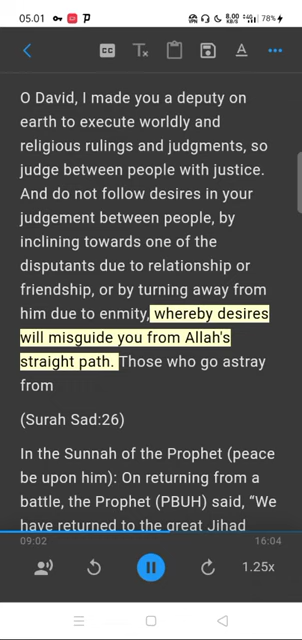 05.01
8,00
KB/s
78%
CC
O David, I made you a deputy on
earth to execute worldly and
religious rulings and judgments, so
judge between people with justice.
And do not follow desires in your
judgement between people, by
inclining towards one of the
disputants due to relationship or
friendship, or by turning away from
him due to enmity, whereby desires
will misguide you from Allah's
straight path. Those who go astray
from
(Surah Sad:26)
In the Sunnah of the Prophet (peace
be upon him): On returning from a
battle, the Prophet (PBUH) said, “We
have returned to the great Jihad
09:02
16:04
1.25x